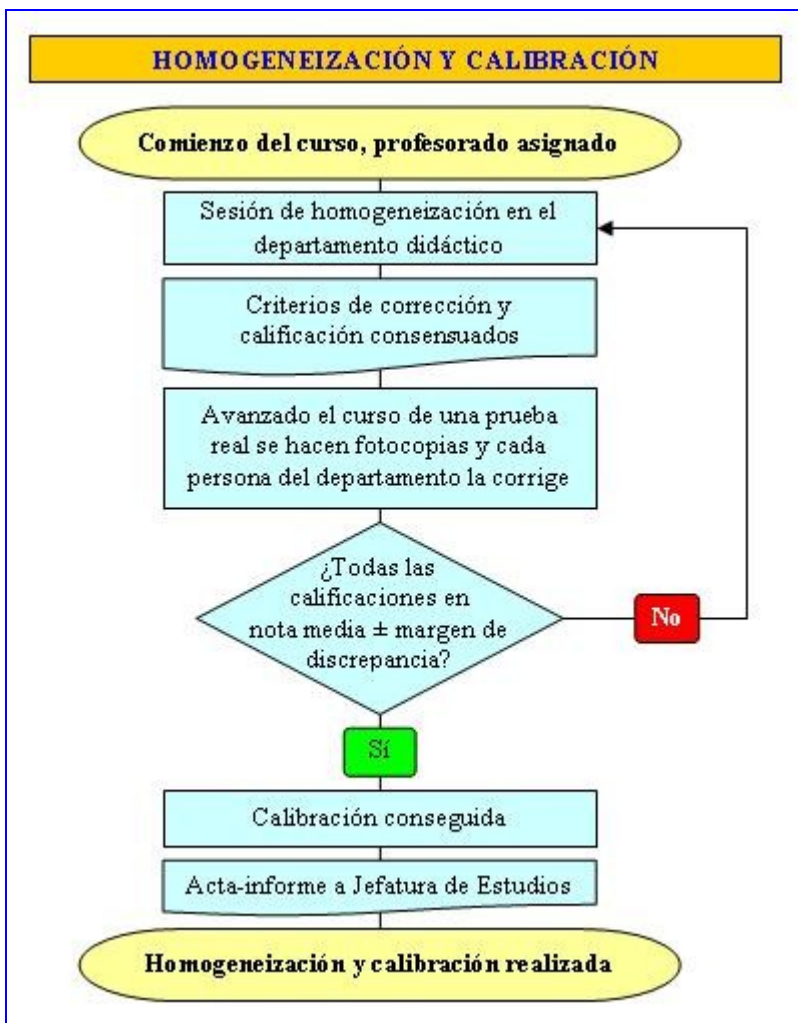 HOMOGENEIZACIÓN Y CALIBRACIÓN
Comienzo del curso, profesorado asignado
Sesión de homogeneización en el
departamento didáctico
Criterios de corrección y
calificación consensuados
Avanzado el curso de una prueba
real se hacen fotocopias y cada
persona del departamento la corrige
¿Todas las
calificaciones en
nota media ± margen de
discrepancia?
No
Sí
Calibración conseguida
Acta-informe a Jefatura de Estudios
Homogeneización y calibración realizada